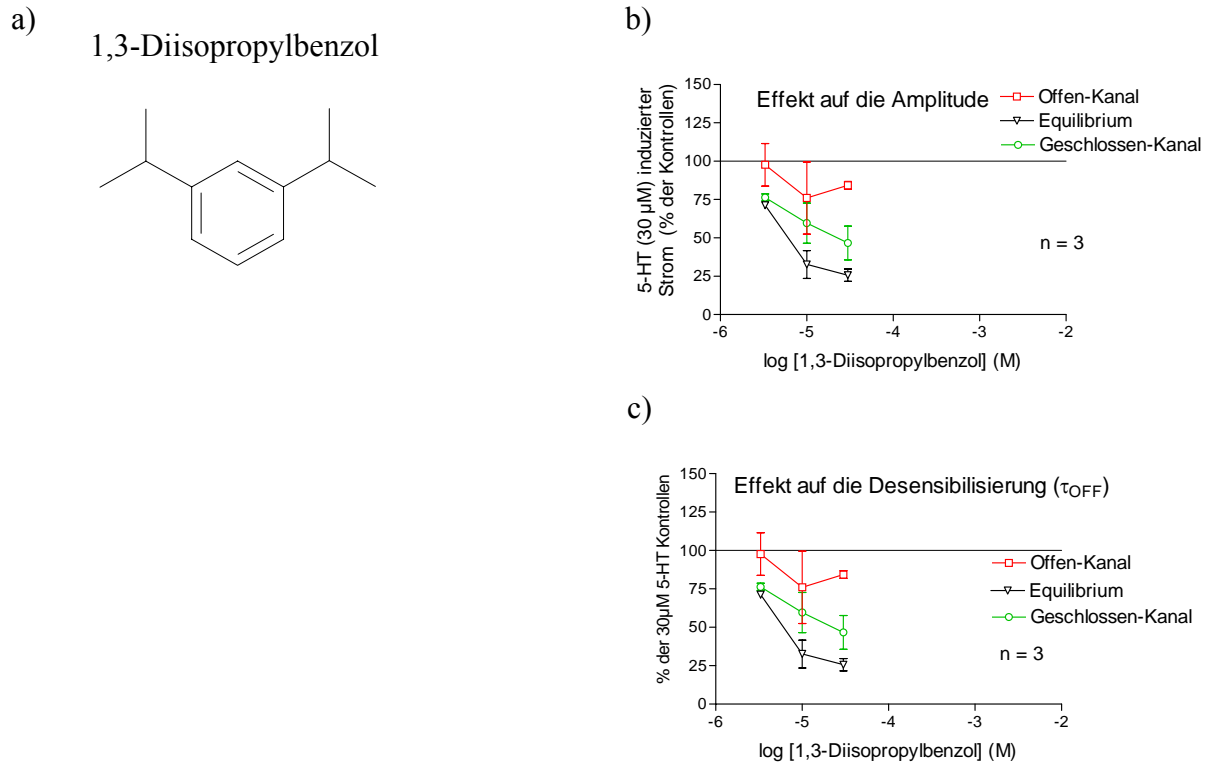 a)
1,3-Diisopropylbenzol
b)
Effekt auf die Amplitude
5-HT (30 µM) induzierter
Strom (% der Kontrollen)
150
125
100
75
50
25
0
-6
-5
-4
-3
-2
log [1,3-Diisopropylbenzol] (M)
Offen-Kanal
Equilibrium
Geschlossen-Kanal
n = 3
c)
Effekt auf die Desensibilisierung (τOFF)
% der 30µM 5-HT Kontrollen
150
125
100
75
50
25
0
-6
-5
-4
-3
-2
log [1,3-Diisopropylbenzol] (M)
Offen-Kanal
Equilibrium
Geschlossen-Kanal
n = 3